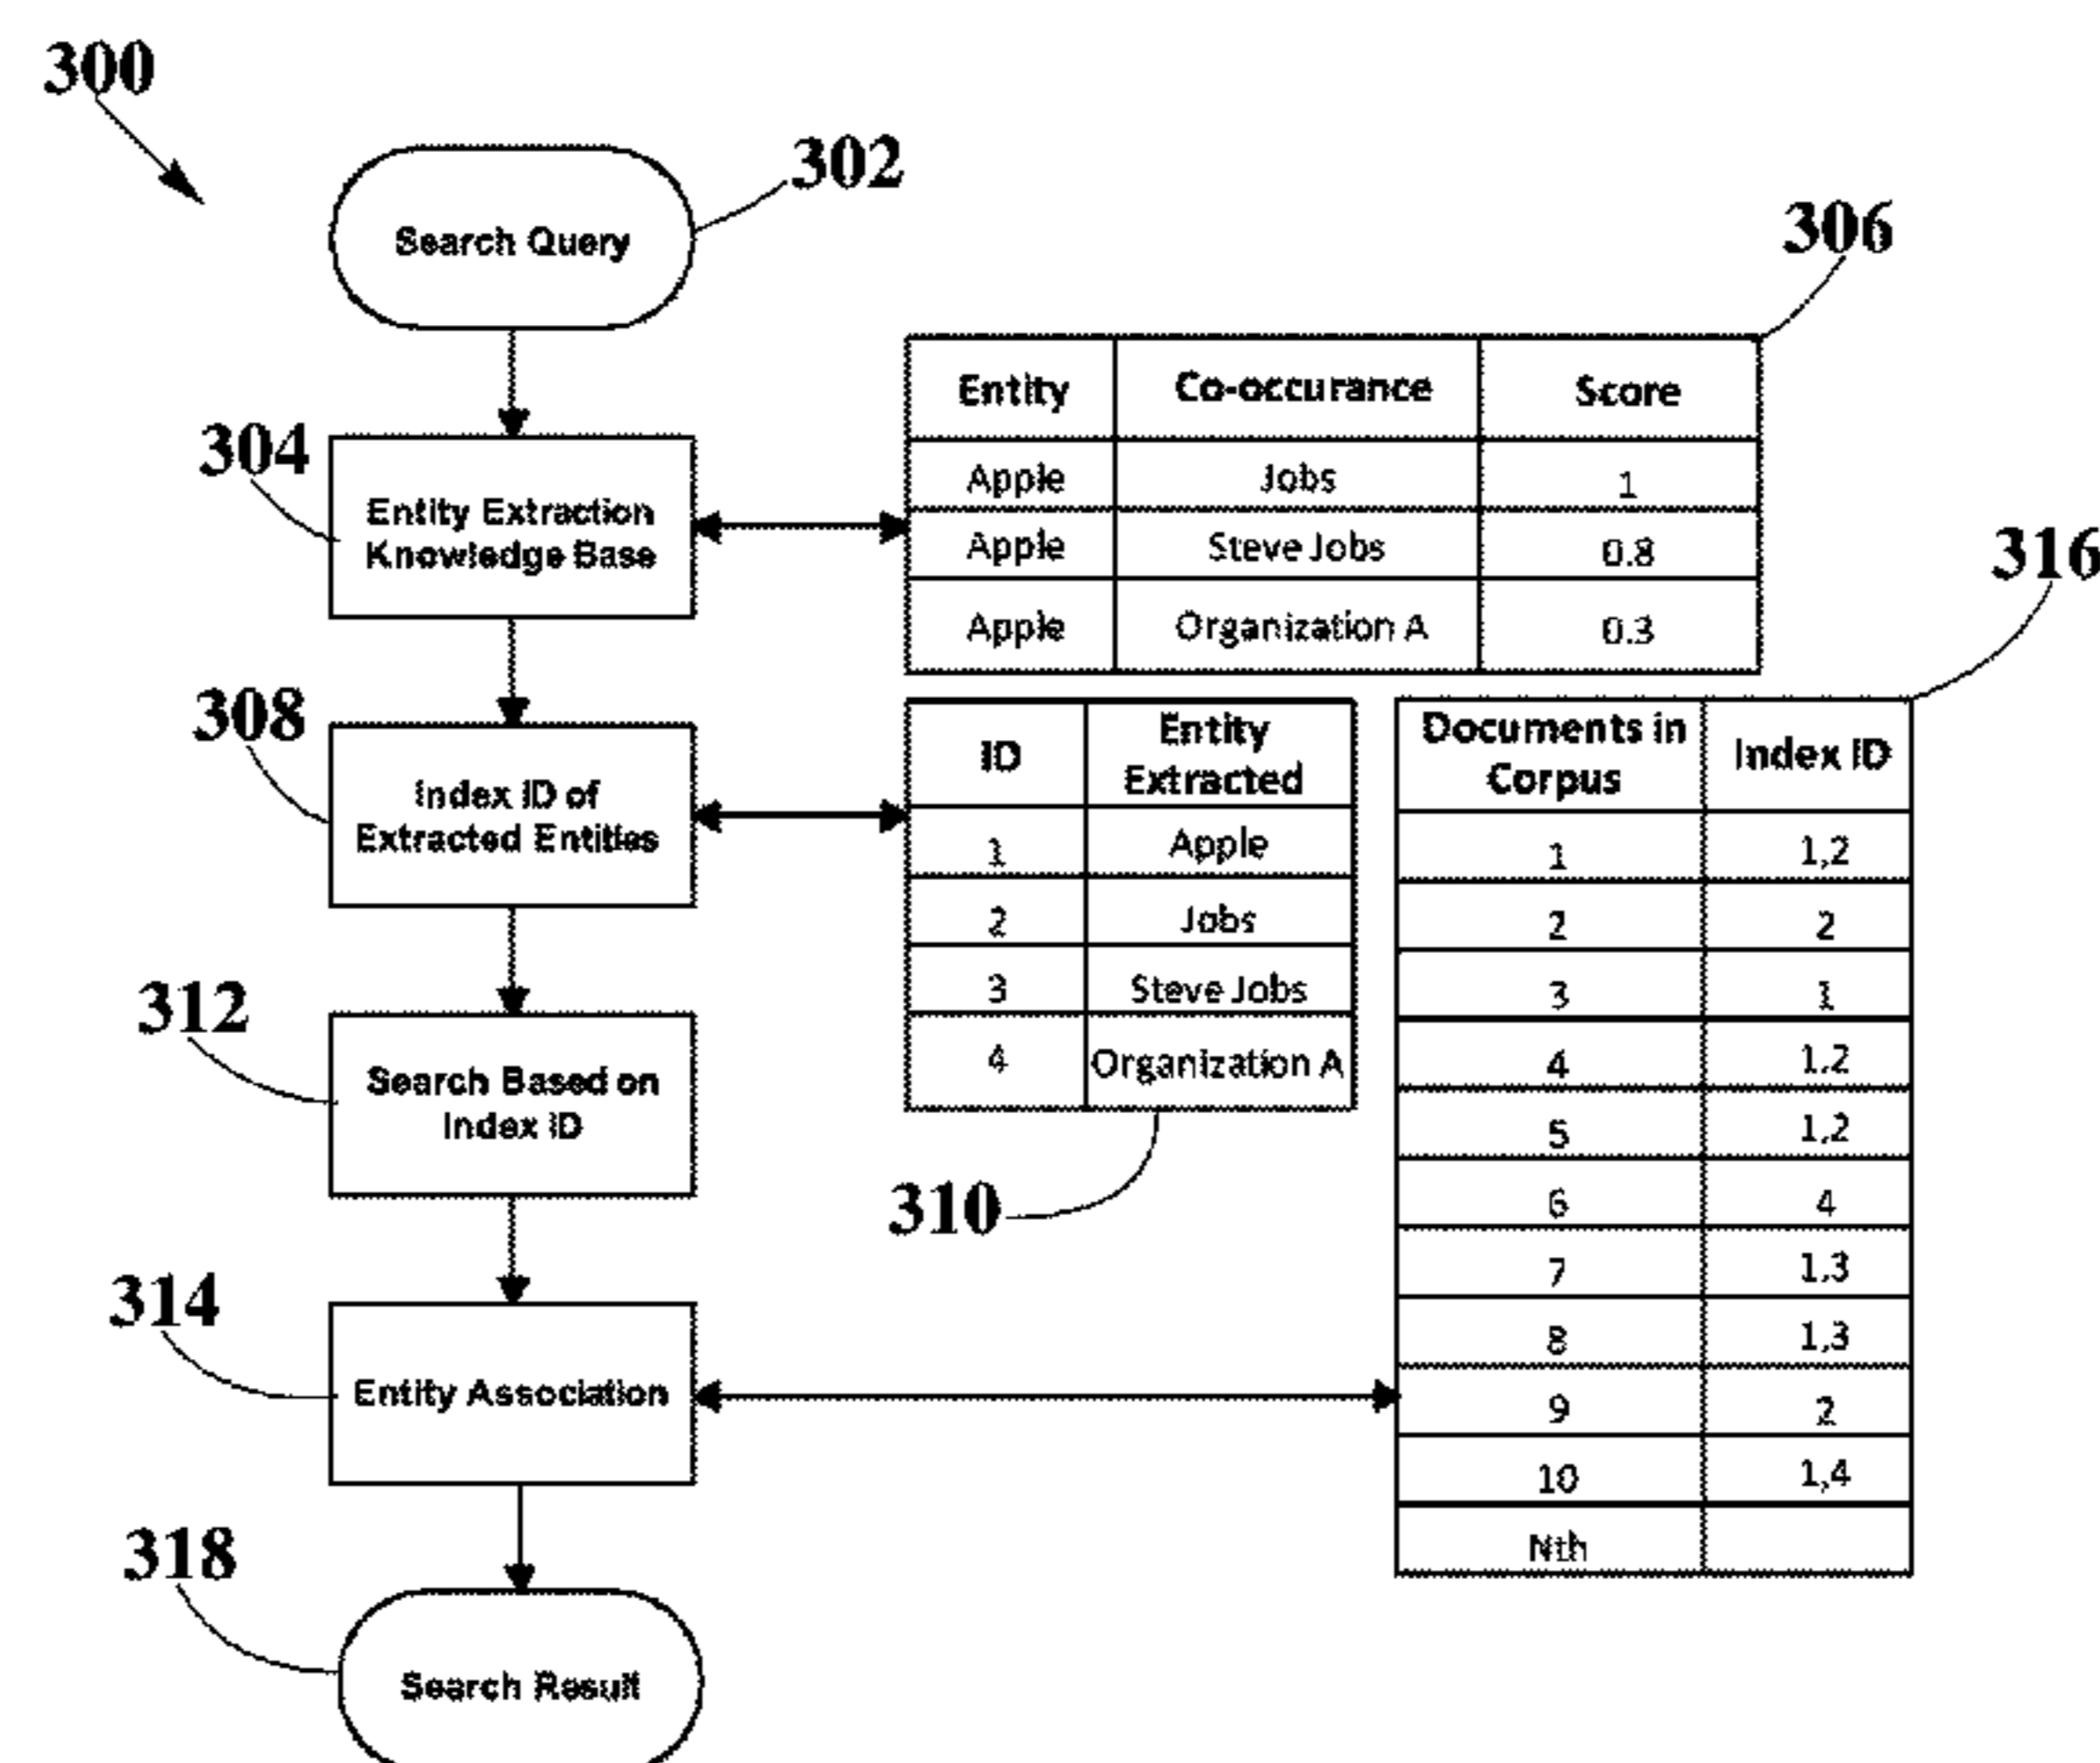 300
302
Search Query
306
Entity Co-occurance Score
Apple Jobs 1
Apple Steve Jobs 0.8
Apple Organization A 0.3
304
Entity Extraction
Knowledge Base
308
Index ID of
Extracted Entities
ID Entity
Extracted
1 Apple
2 Jobs
3 Steve Jobs
4 Organization A
310
316
Documents in
Corpus Index ID
1 1,2
2 2
3 1
4 1,2
5 1,2
6 4
7 1,3
8 1,3
9 2
10 1,4
Nth
312
Search Based on
Index ID
314
Entity Association
318
Search Result